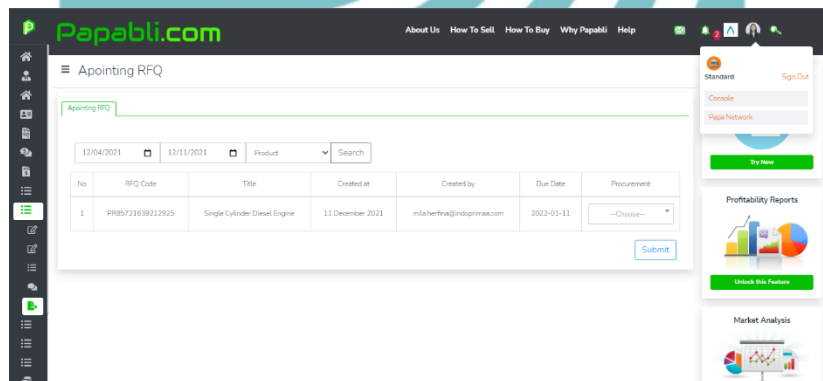 Papabli.com
About Us How To Sell How To Buy Why Papabli Help
2
Apointing RFQ
Standard Sign Out
Console
Papa Network
Apointing RFQ
12/04/2021 12/11/2021 Product Search
No RFQ Code Title Created at Created by Due Date Procurement
1 PR85721639212925 Single Cylinder Diesel Engine 11 December 2021 mila.herfina@indoprimaa.com 2022-01-11 --Choose--
Submit
Try Now
Profitability Reports
Unlock this Feature
Market Analysis